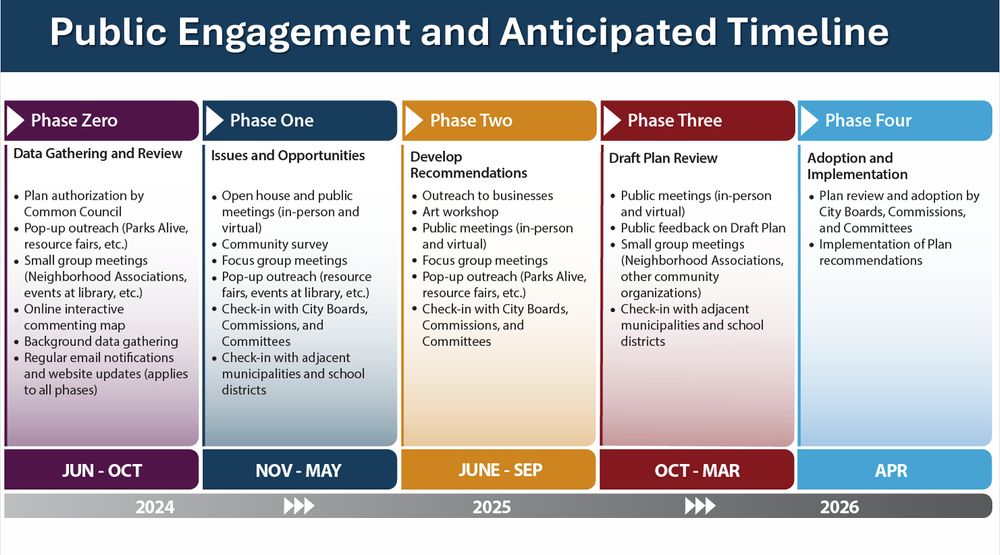 Public Engagement and Anticipated Timeline
Phase Zero
Data Gathering and Review
• Plan authorization by
Common Council
• Pop-up outreach (Parks Alive,
resource fairs, etc.)
• Small group meetings
(Neighborhood Associations,
events at library, etc.)
• Online interactive
commenting map
• Background data gathering
• Regular email notifications
and website updates (applies
to all phases)
JUN - OCT
Phase One
Issues and Opportunities
• Open house and public
meetings (in-person and
virtual)
• Community survey
• Focus group meetings
• Pop-up outreach (resource
fairs, events at library, etc.)
• Check-in with City Boards,
Commissions, and
Committees
• Check-in with adjacent
municipalities and school
districts
NOV - MAY
Phase Two
Develop
Recommendations
• Outreach to businesses
• Art workshop
• Public meetings (in-person
and virtual)
• Focus group meetings
• Pop-up outreach (Parks Alive,
resource fairs, etc.)
• Check-in with City Boards,
Commissions, and
Committees
JUNE - SEP
Phase Three
Draft Plan Review
• Public meetings (in-person
and virtual)
• Public feedback on Draft Plan
• Small group meetings
(Neighborhood Associations,
other community
organizations)
• Check-in with adjacent
municipalities and school
districts
OCT - MAR
Phase Four
Adoption and
Implementation
• Plan review and adoption by
City Boards, Commissions,
and Committees
• Implementation of Plan
recommendations
APR
2024
2025
2026